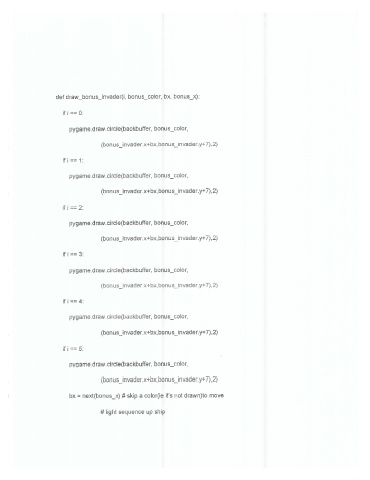 def draw_bonus_invader(i, bonus_color, bx, bonus_x):
if i == 0:
pygame.draw.circle(backbuffer, bonus_color,
(bonus_invader.x+bx,bonus_invader.y+7),2)
if i == 1:
pygame.draw.circle(backbuffer, bonus_color,
(bonus_invader.x+bx,bonus_invader.y+7),2)
if i == 2:
pygame.draw.circle(backbuffer, bonus_color,
(bonus_invader.x+bx,bonus_invader.y+7),2)
if i == 3:
pygame.draw.circle(backbuffer, bonus_color,
(bonus_invader.x+bx,bonus_invader.y+7),2)
if i == 4:
pygame.draw.circle(backbuffer, bonus_color,
(bonus_invader.x+bx,bonus_invader.y+7),2)
if i == 5:
pygame.draw.circle(backbuffer, bonus_color,
(bonus_invader.x+bx,bonus_invader.y+7),2)
bx = next(bonus_x) # skip a color(ie it's not drawn)to move
# light sequence up ship